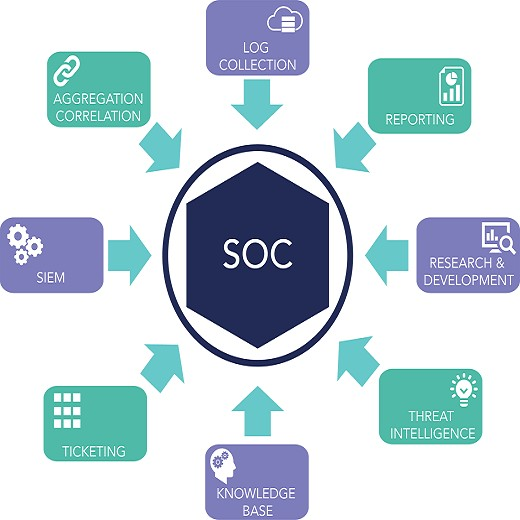 LOG
COLLECTION
AGGREGATION
CORRELATION
REPORTING
SOC
SIEM
RESEARCH &
DEVELOPMENT
TICKETING
THREAT
INTELLIGENCE
KNOWLEDGE
BASE